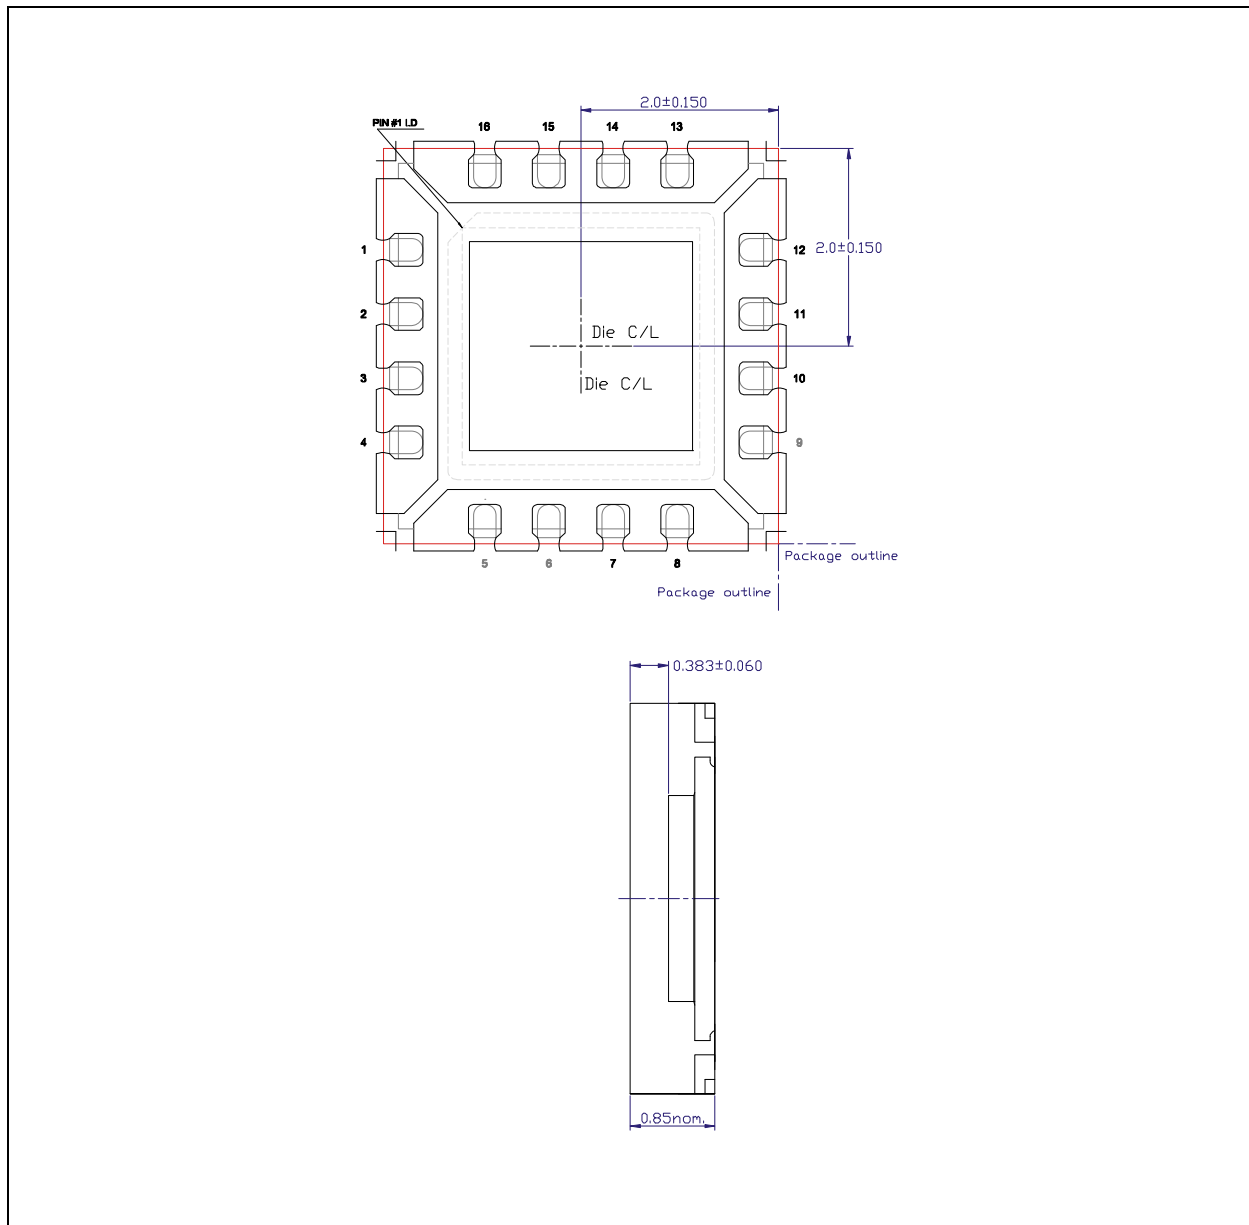 2.0±0.150
PIN #1 I.D
16 15 14 13
1 12 2.0±0.150
2 11
Die C/L
3 10
Die C/L
4 9
5 6 7 8
Package outline
Package outline
0.383±0.060
0.85nom.